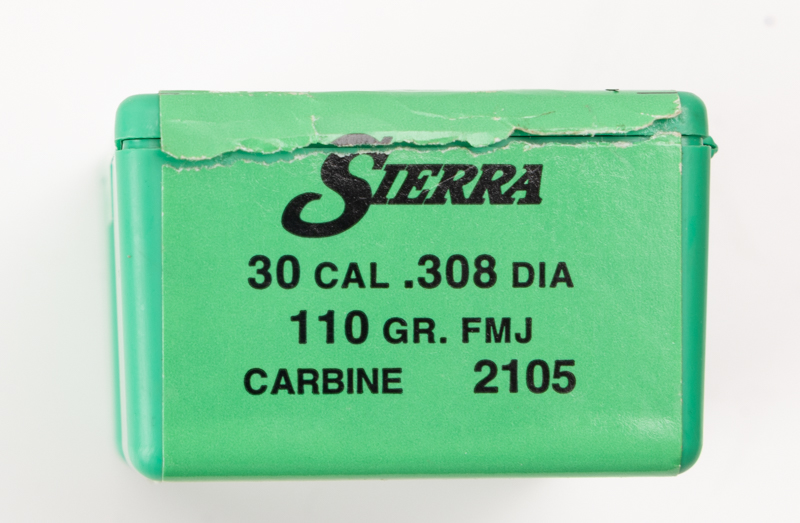 SIERRA
30 CAL .308 DIA
110 GR. FMJ
CARBINE 2105